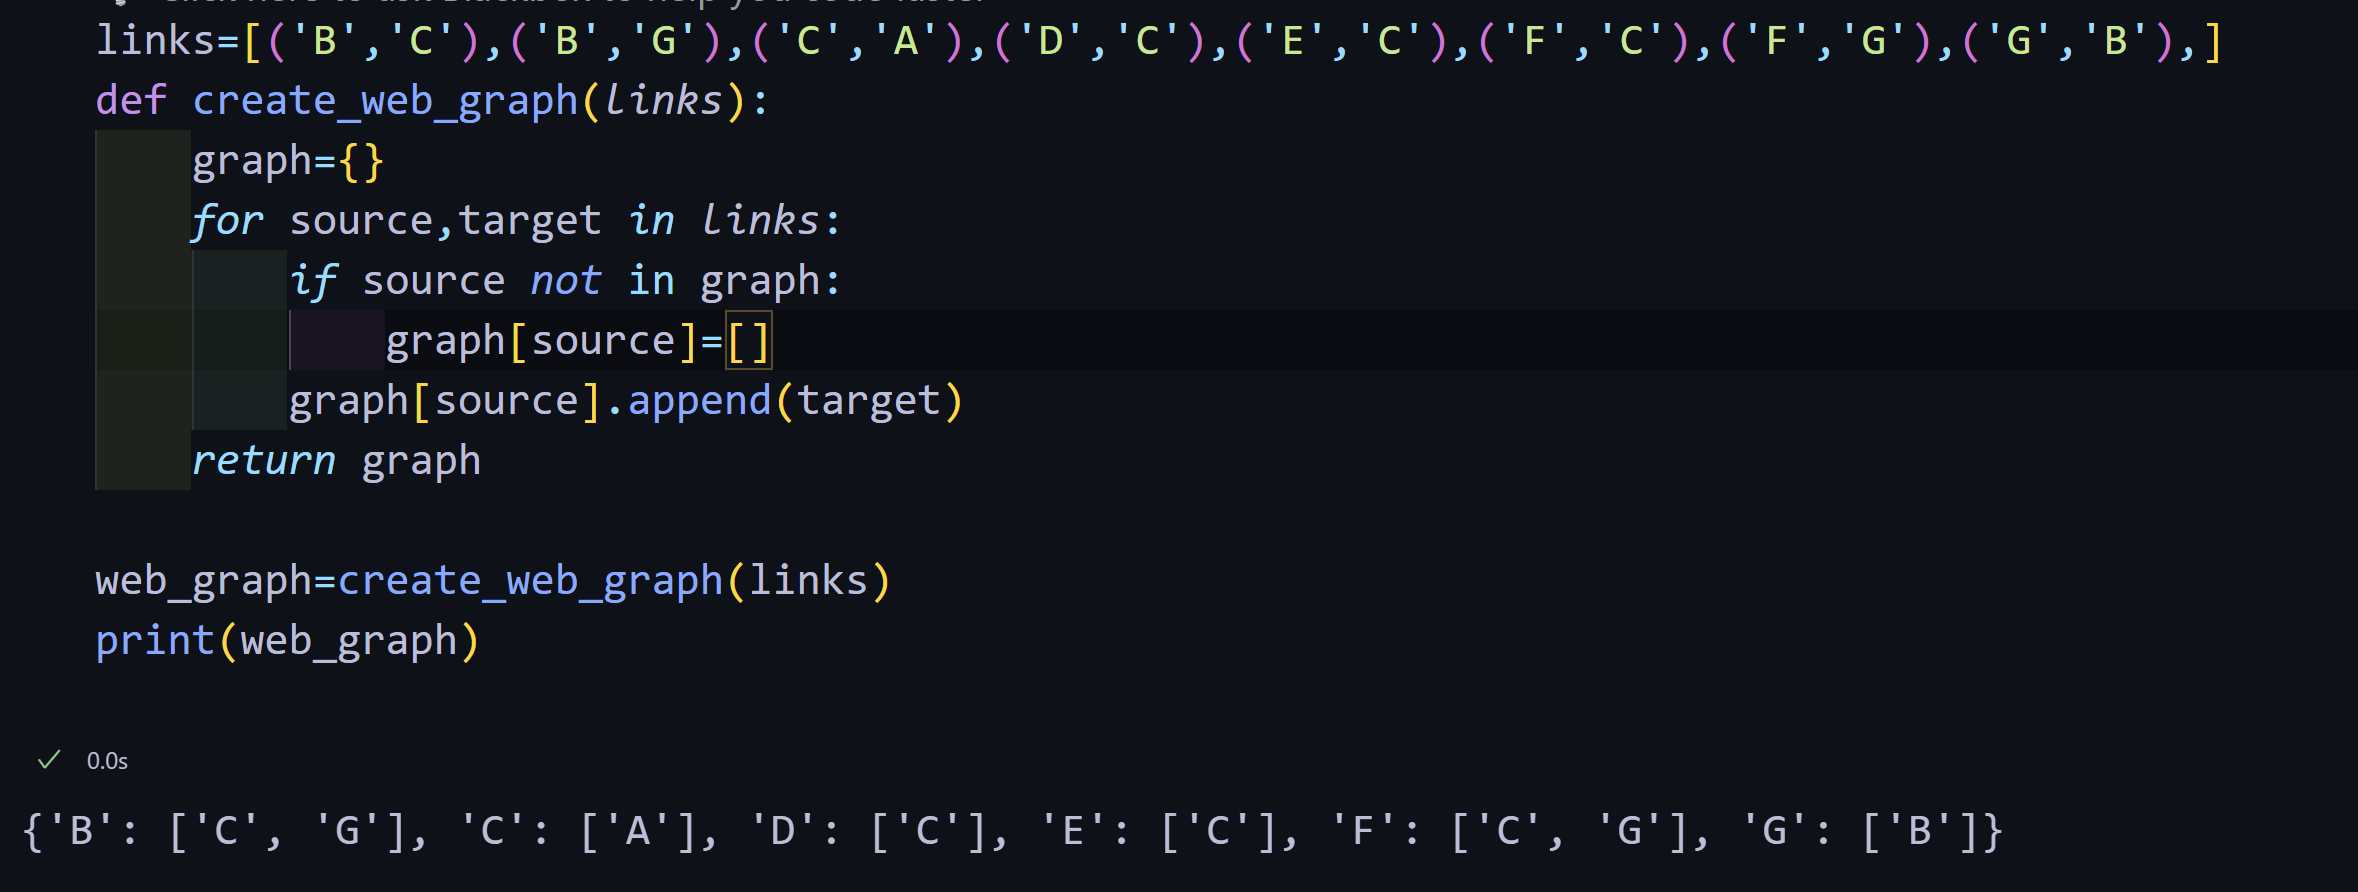 links=[('B','C'),('B','G'),('C','A'),('D','C'),('E','C'),('F','C'),('F','G'),('G','B'),]
def create_web_graph(links):
    graph={}
    for source,target in links:
        if source not in graph:
            graph[source]=[]
        graph[source].append(target)
    return graph

web_graph=create_web_graph(links)
print(web_graph)
0.0s
{'B': ['C', 'G'], 'C': ['A'], 'D': ['C'], 'E': ['C'], 'F': ['C', 'G'], 'G': ['B']}